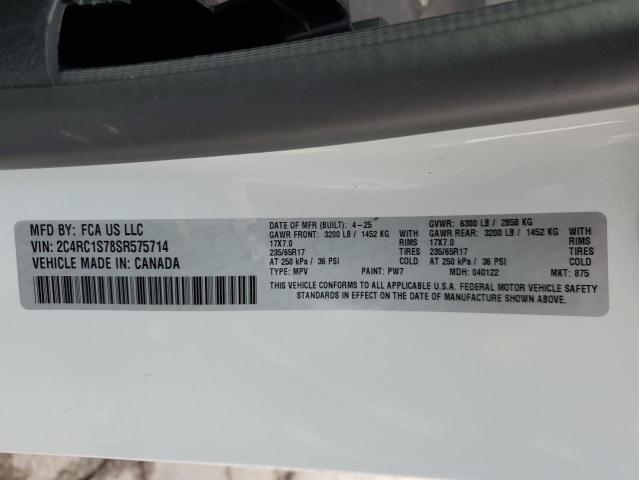 MFD BY: FCA US LLC
VIN: 2C4RC1S78SR575714
VEHICLE MADE IN: CANADA
DATE OF MFR (BUILT): 4-25 GVWR: 6300 LB / 2858 KG
GAWR FRONT: 3200 LB / 1452 KG GAWR REAR: 3200 LB / 1452 KG
17X7.0 RIMS 17X7.0 RIMS
235/65R17 TIRES 235/65R17 TIRES
AT 250 kPa / 36 PSI COLD AT 250 kPa / 36 PSI COLD
TYPE: MPV PAINT: PW7 MDH: 040122 MKT: 875
THIS VEHICLE CONFORMS TO ALL APPLICABLE U.S.A. FEDERAL MOTOR VEHICLE SAFETY
STANDARDS IN EFFECT ON THE DATE OF MANUFACTURE SHOWN ABOVE.